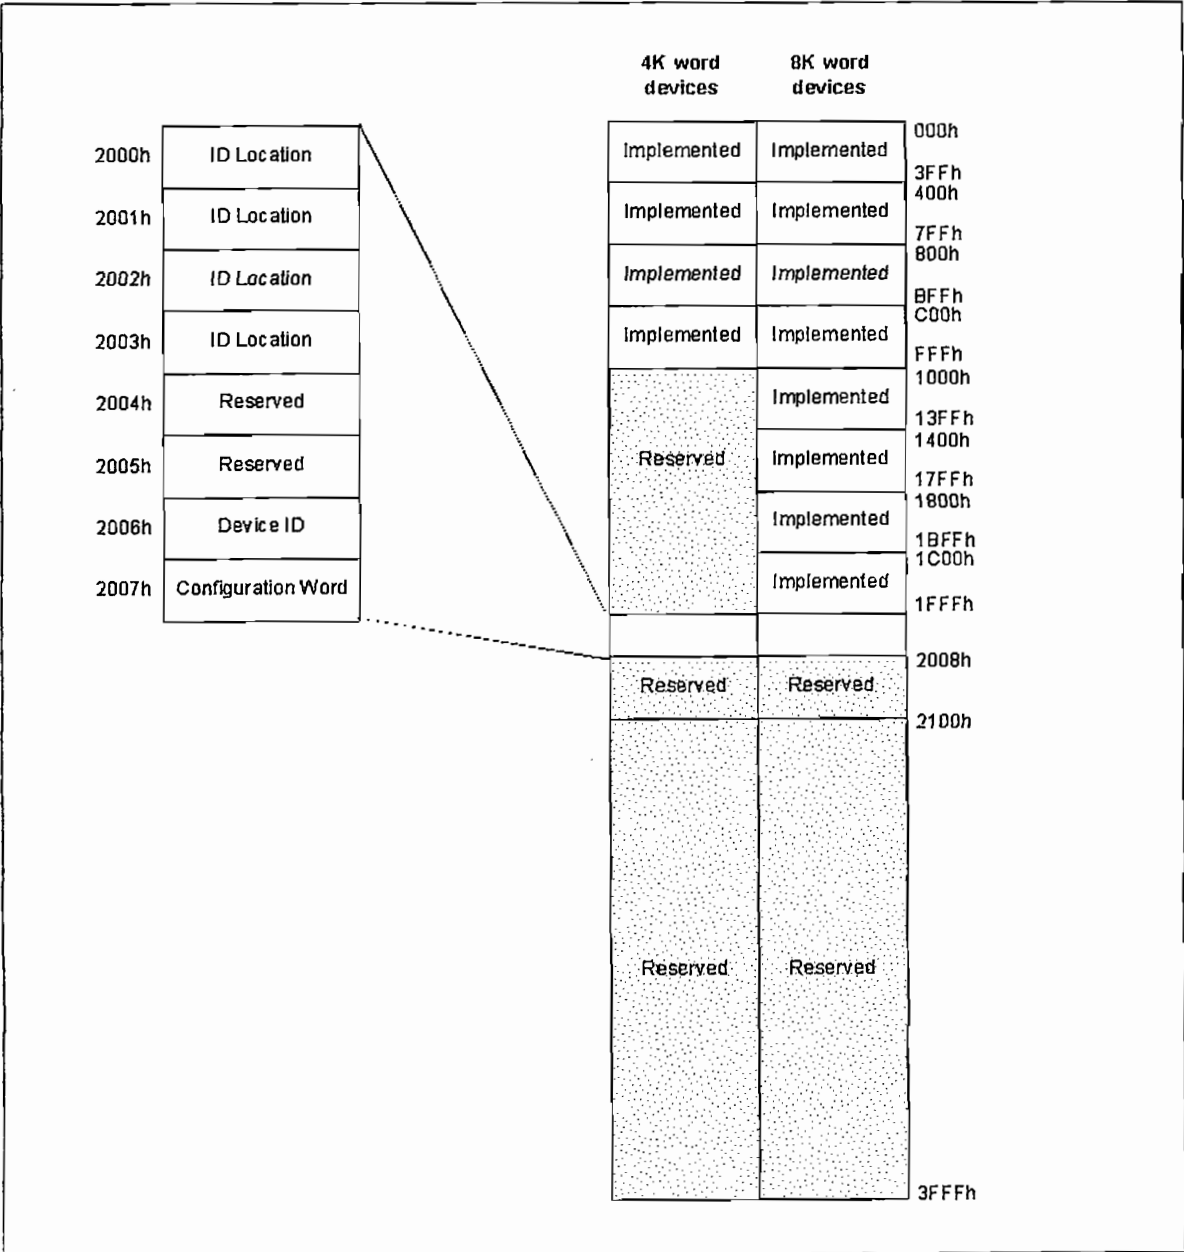 4K word
devices
8K word
devices
2000h ID Location
2001h ID Location
2002h ID Location
2003h ID Location
2004h Reserved
2005h Reserved
2006h Device ID
2007h Configuration Word
Implemented Implemented 000h
3FFh
Implemented Implemented 400h
7FFh
Implemented Implemented 800h
BFFh
Implemented Implemented C00h
FFFh
Implemented 1000h
13FFh
Reserved Implemented 1400h
17FFh
Implemented 1800h
1BFFh
Implemented 1C00h
1FFFh
2008h
Reserved Reserved
2100h
Reserved Reserved
3FFFh